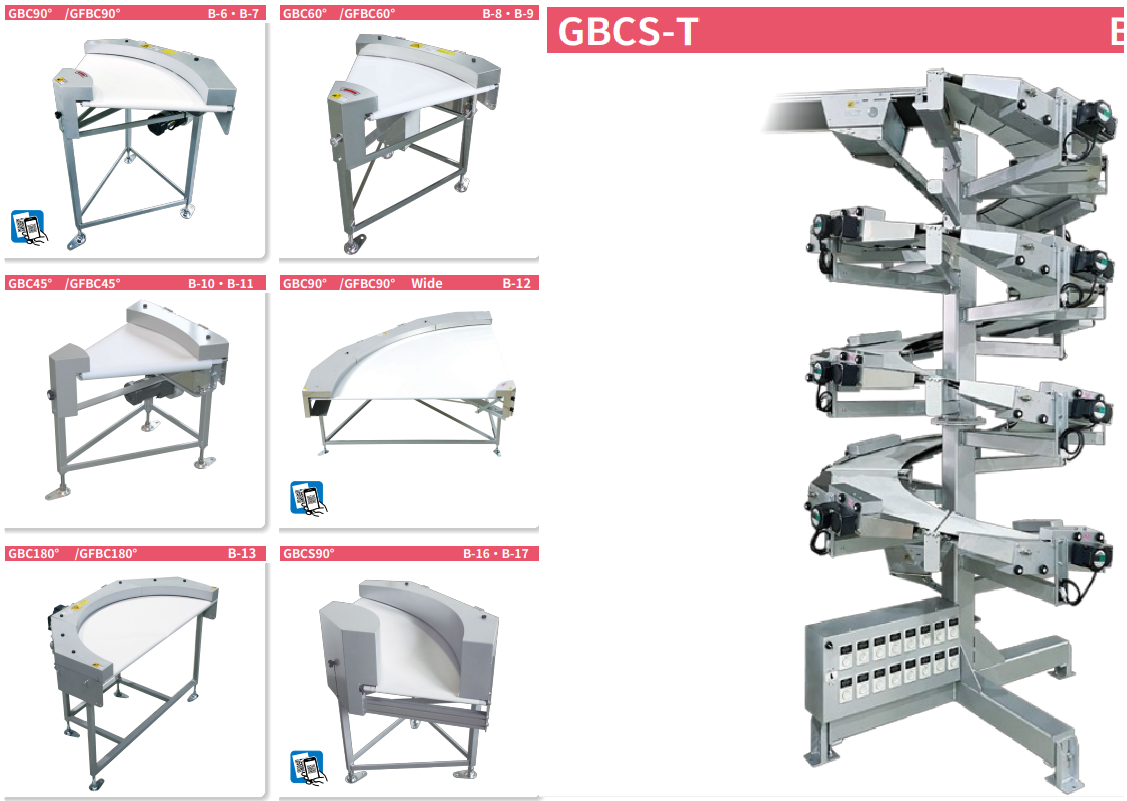 GBC90° /GFBC90° B-6・B-7
GBC60° /GFBC60° B-8・B-9
GBCS-T B
GBC45° /GFBC45° B-10・B-11
GBC90° /GFBC90° Wide B-12
GBC180° /GFBC180° B-13
GBCS90° B-16・B-17